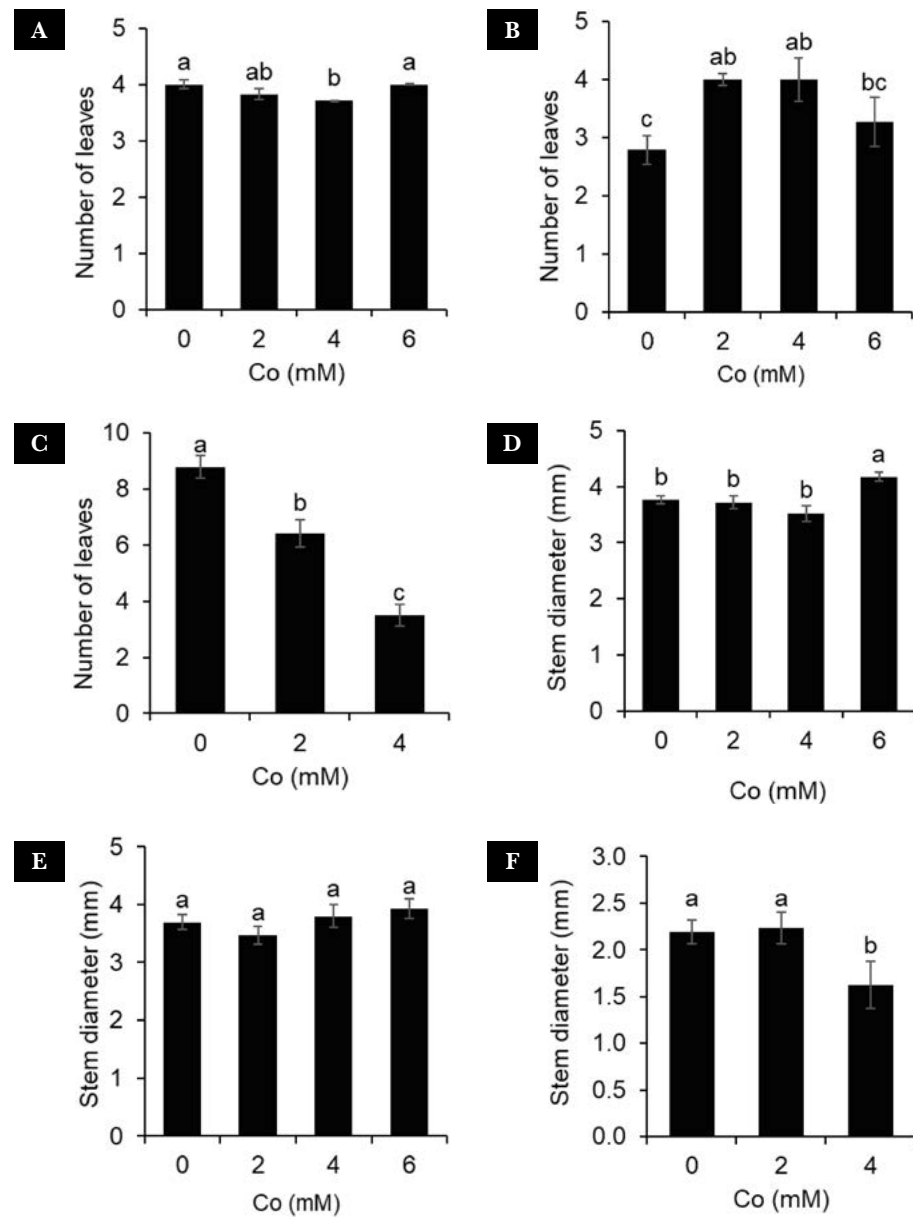 A
Number of leaves
5
4
3
2
1
0
a
ab
b
a
0 2 4 6
Co (mM)
B
Number of leaves
5
4
3
2
1
0
c
ab
ab
bc
0 2 4 6
Co (mM)
C
Number of leaves
10
8
6
4
2
0
a
b
c
0 2 4
Co (mM)
D
Stem diameter (mm)
5
4
3
2
1
0
b
b
b
a
0 2 4 6
Co (mM)
E
Stem diameter (mm)
5
4
3
2
1
0
a
a
a
a
0 2 4 6
Co (mM)
F
Stem diameter (mm)
3.0
2.5
2.0
1.5
1.0
0.5
0.0
a
a
b
0 2 4
Co (mM)